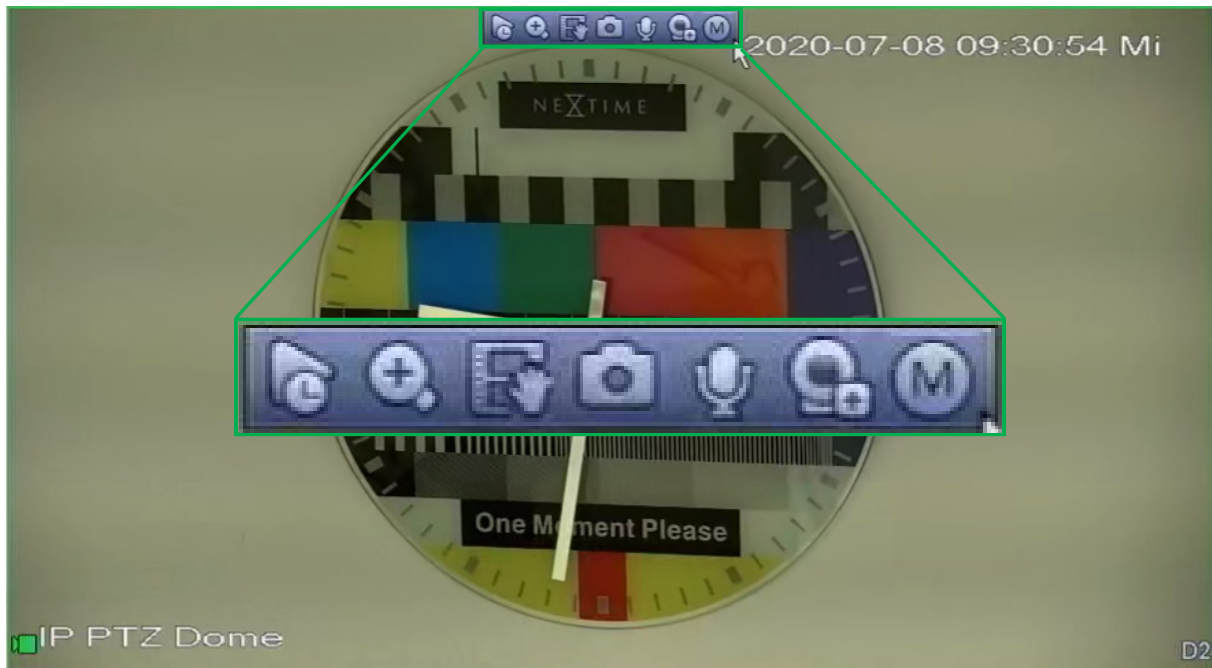 M
2020-07-08 09:30:54 Mi
NEXTIME
M
One Moment Please
IP PTZ Dome
D2